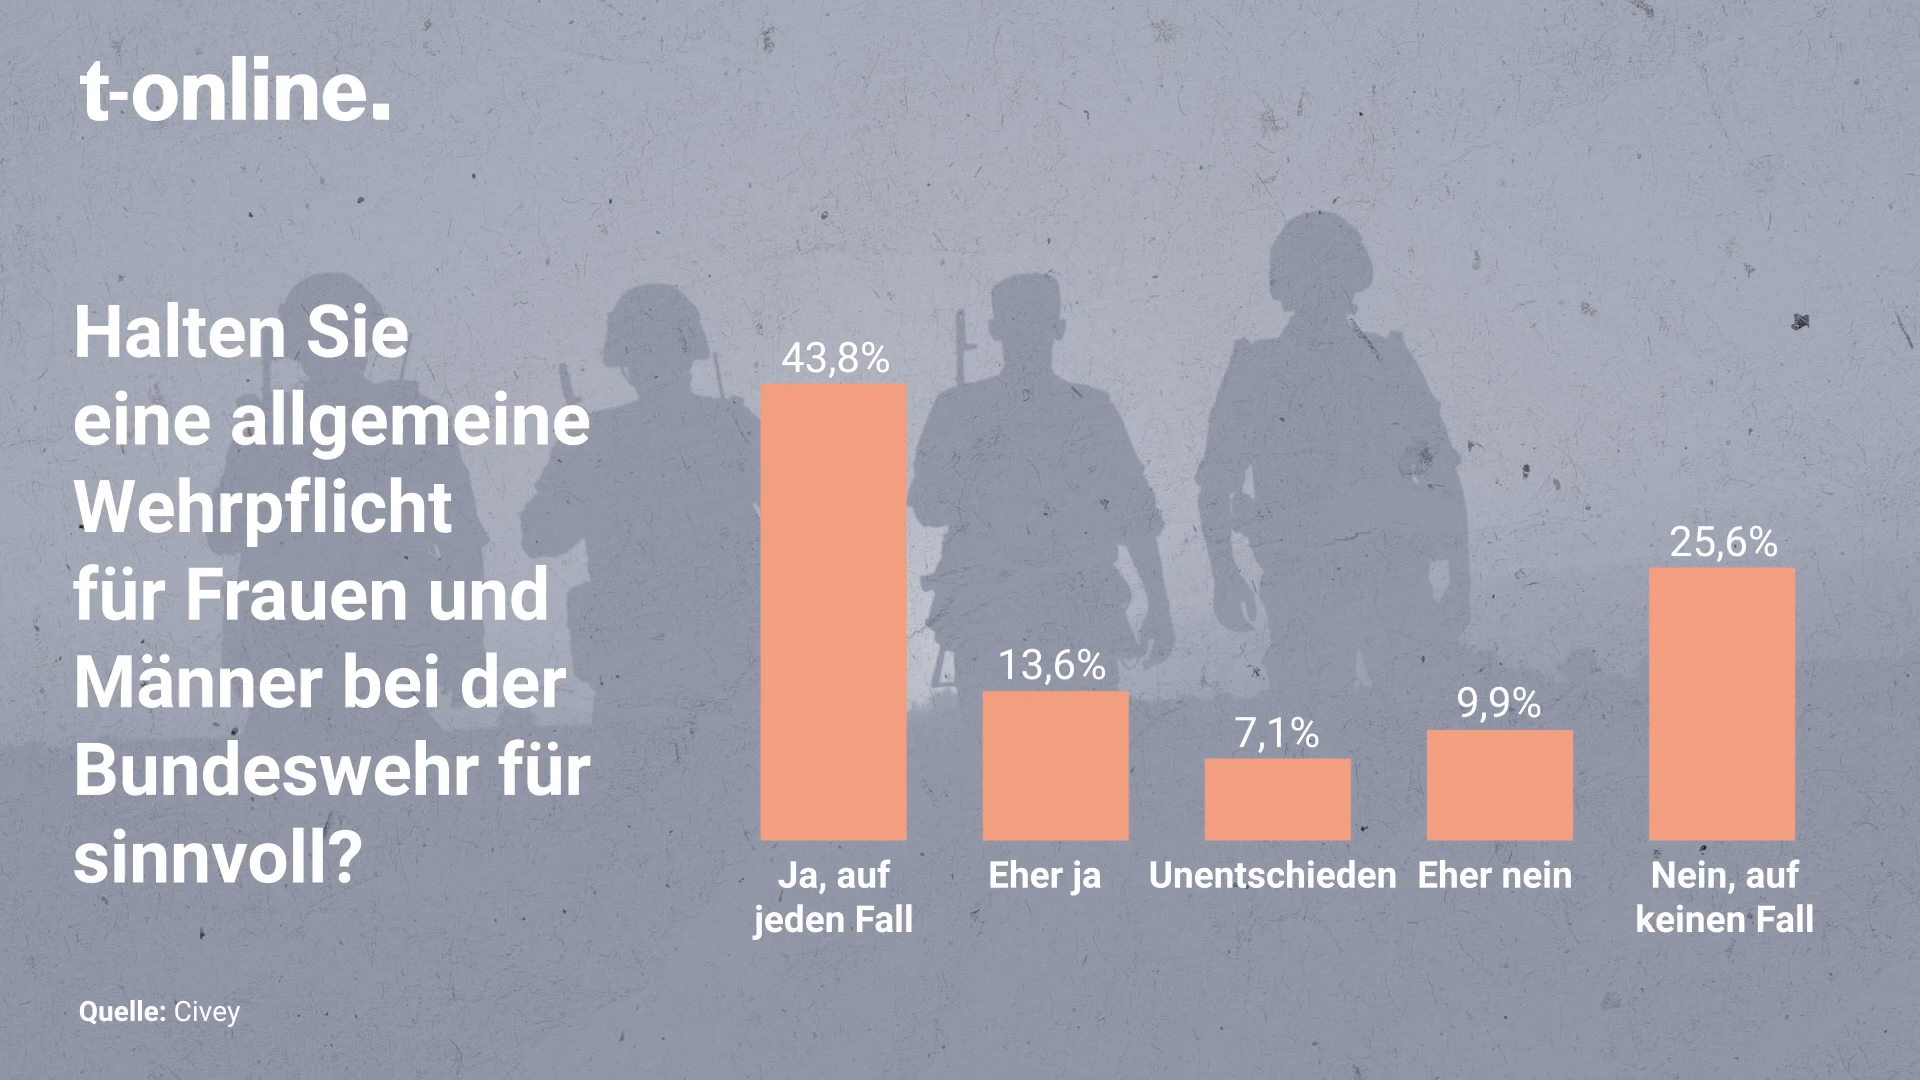 t-online.
Halten Sie
eine allgemeine
Wehrpflicht
für Frauen und
Männer bei der
Bundeswehr für
sinnvoll?
43,8%
13,6%
7,1%
9,9%
25,6%
Ja, auf
jeden Fall
Eher ja
Unentschieden
Eher nein
Nein, auf
keinen Fall
Quelle: Civey